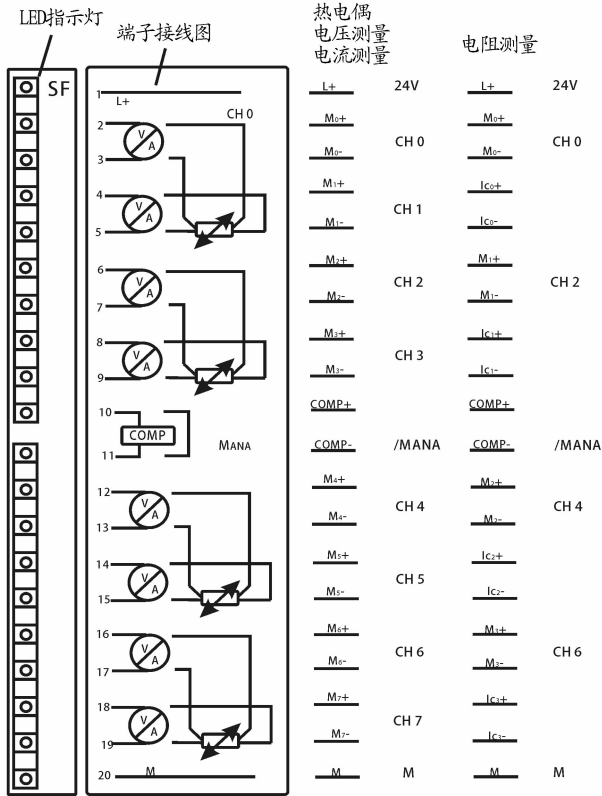 LED指示灯
端子接线图
热电偶
电压测量
电流测量
电阻测量
SF
1 L+ L+ 24V L+ 24V
CH 0
2 V A M0+ CH 0 M0+ CH 0
3 M0- M0-
4 V A M1+ CH 1 Ic0+
5 M1- Ic0-
6 V A M2+ CH 2 M1+ CH 2
7 M2- M1-
8 V A M3+ CH 3 Ic1+
9 M3- Ic1-
10 COMP+ COMP+
COMP MANA
11 COMP- /MANA COMP- /MANA
12 V A M4+ CH 4 M2+ CH 4
13 M4- M2-
14 V A M5+ CH 5 Ic2+
15 M5- Ic2-
16 V A M6+ CH 6 M3+ CH 6
17 M6- M3-
18 V A M7+ CH 7 Ic3+
19 M7- Ic3-
20 M M M M M